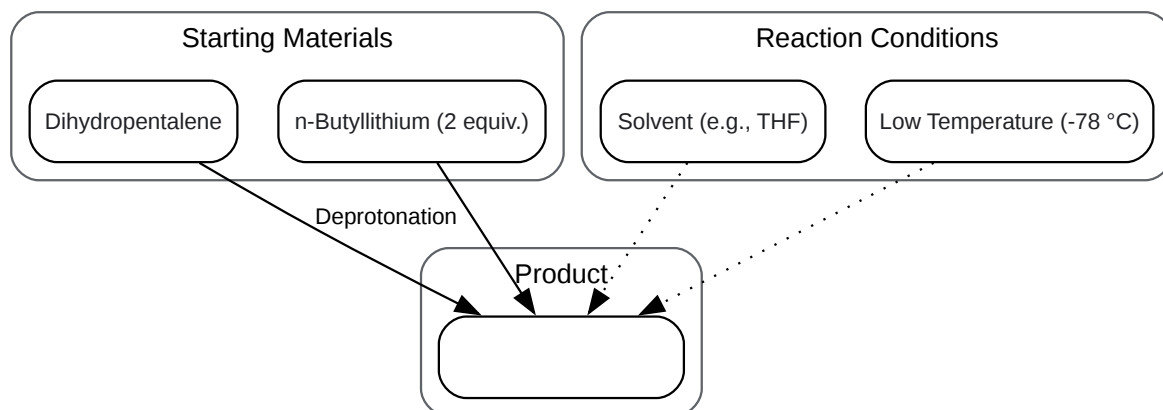 Starting Materials
Reaction Conditions
Dihydropentalene
n-Butyllithium (2 equiv.)
Solvent (e.g., THF)
Low Temperature (-78 °C)
Deprotonation
Product